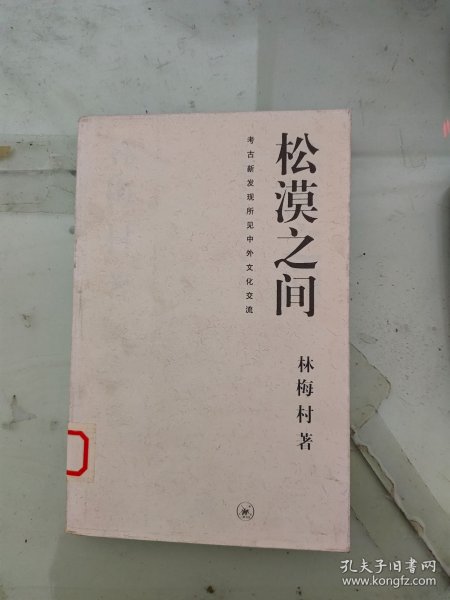 松漠之间
考古新发现所见中外文化交流
林梅村 著
孔夫子旧书网
www.kongfz.com